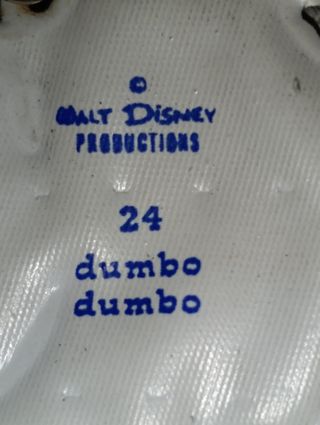 ©
WALT DISNEY
PRODUCTIONS
24
dumbo
dumbo